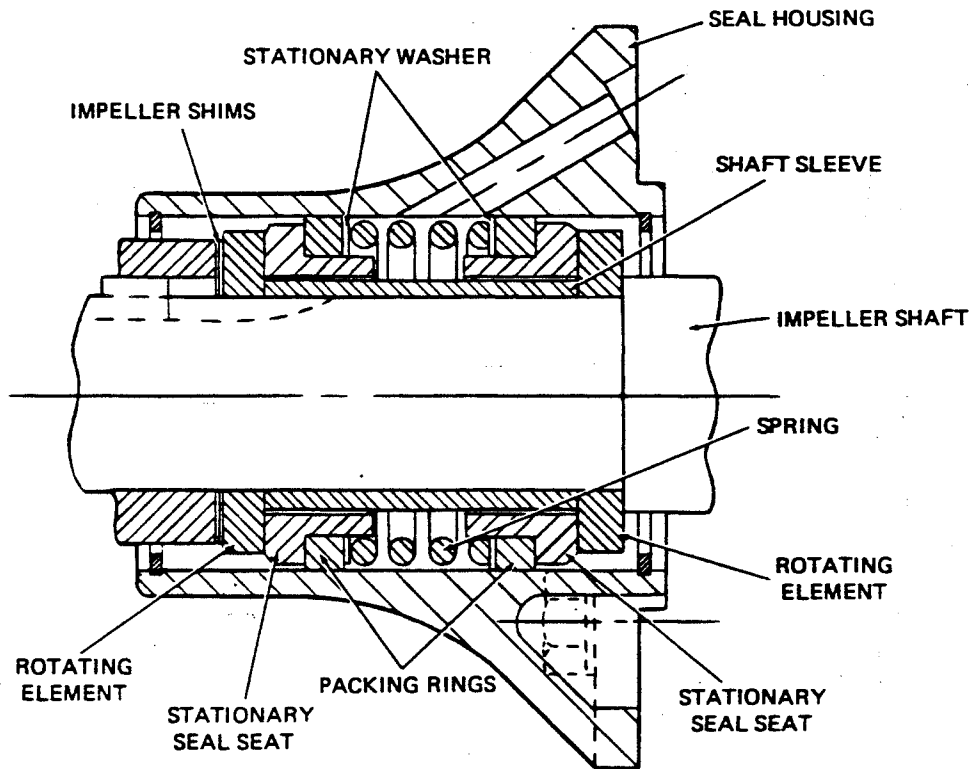 SEAL HOUSING
STATIONARY WASHER
IMPELLER SHIMS
SHAFT SLEEVE
IMPELLER SHAFT
SPRING
ROTATING
ELEMENT
ROTATING
ELEMENT
PACKING RINGS
STATIONARY
SEAL SEAT
STATIONARY
SEAL SEAT